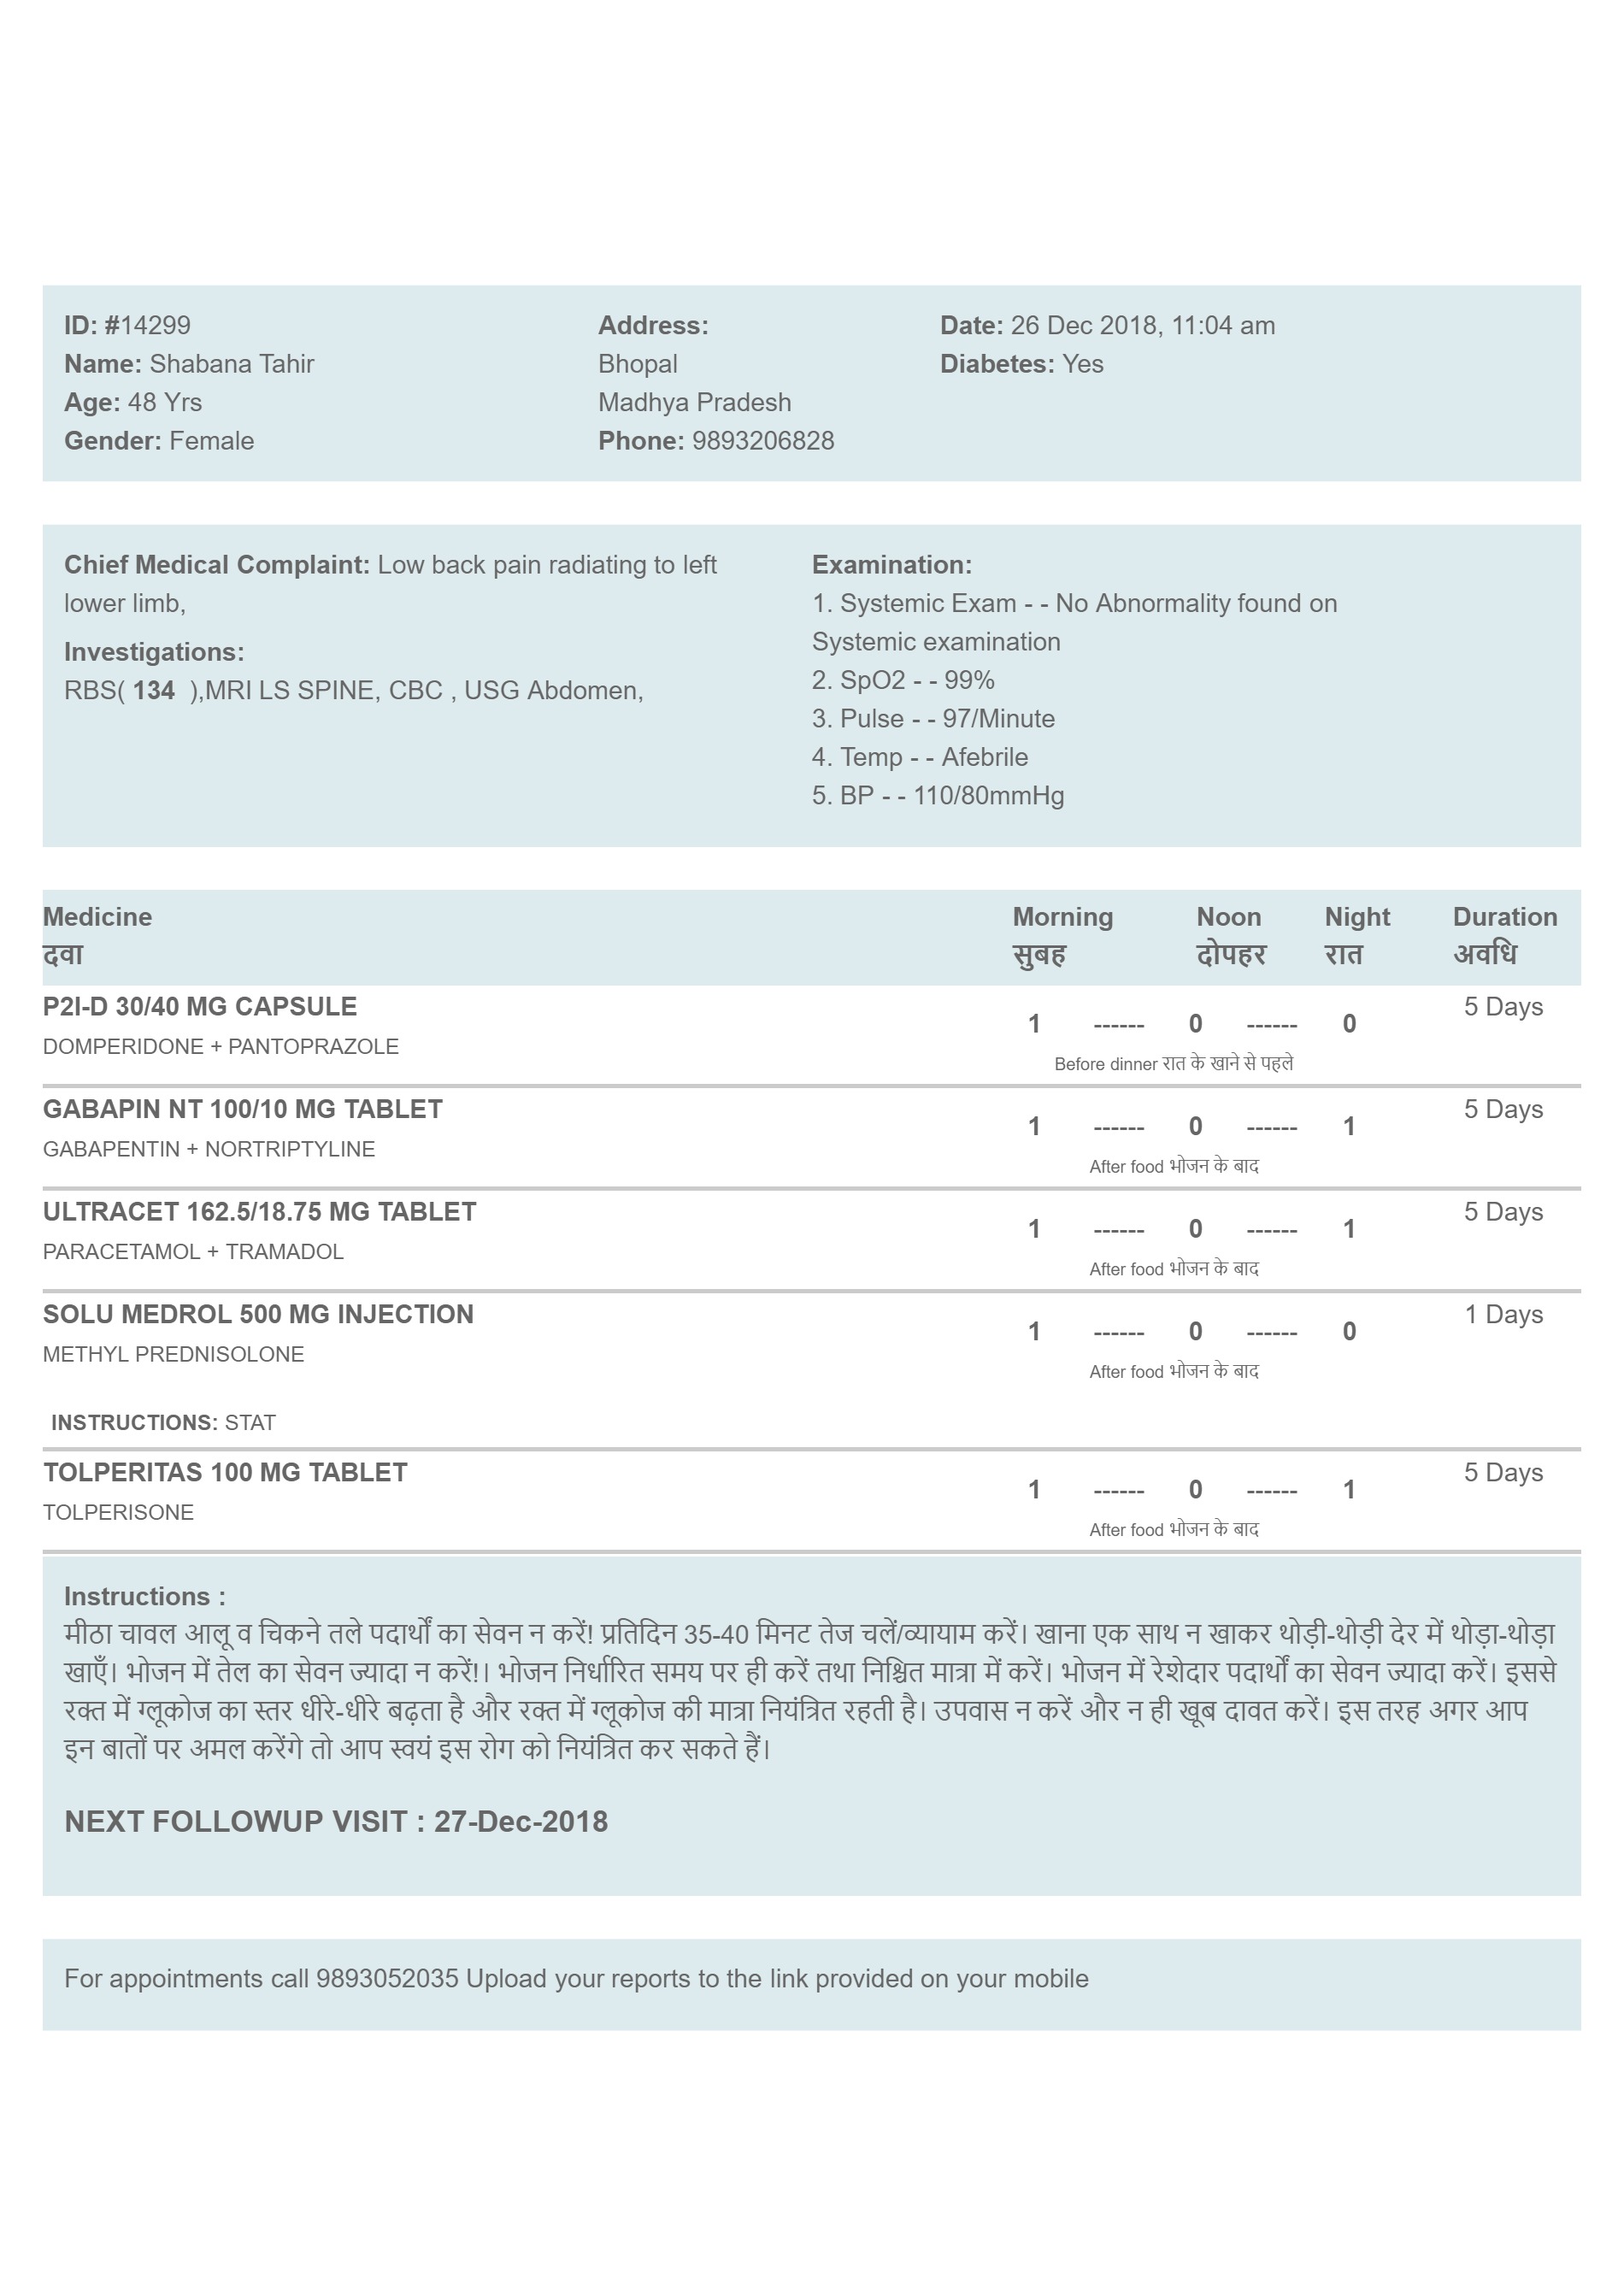 ID: #14299
Name: Shabana Tahir
Age: 48 Yrs
Gender: Female
Address:
Bhopal
Madhya Pradesh
Phone: 9893206828
Date: 26 Dec 2018, 11:04 am
Diabetes: Yes
Chief Medical Complaint: Low back pain radiating to left
lower limb,
Investigations:
RBS( 134 ),MRI LS SPINE, CBC , USG Abdomen,
Examination:
1. Systemic Exam - - No Abnormality found on
Systemic examination
2. SpO2 - - 99%
3. Pulse - - 97/Minute
4. Temp - - Afebrile
5. BP - - 110/80mmHg
Medicine Morning Noon Night Duration
दवा सुबह दोपहर रात अवधि
P2I-D 30/40 MG CAPSULE 5 Days
1 ------ 0 ------ 0
DOMPERIDONE + PANTOPRAZOLE
Before dinner रात के खाने से पहले
GABAPIN NT 100/10 MG TABLET 5 Days
1 ------ 0 ------ 1
GABAPENTIN + NORTRIPTYLINE
After food भोजन के बाद
ULTRACET 162.5/18.75 MG TABLET 5 Days
1 ------ 0 ------ 1
PARACETAMOL + TRAMADOL
After food भोजन के बाद
SOLU MEDROL 500 MG INJECTION 1 Days
1 ------ 0 ------ 0
METHYL PREDNISOLONE
After food भोजन के बाद
INSTRUCTIONS: STAT
TOLPERITAS 100 MG TABLET 5 Days
1 ------ 0 ------ 1
TOLPERISONE
After food भोजन के बाद
Instructions :
मीठा चावल आलू व चिकने तले पदार्थों का सेवन न करें! प्रतिदिन 35-40 मिनट तेज चलें/व्यायाम करें। खाना एक साथ न खाकर थोड़ी-थोड़ी देर में थोड़ा-थोड़ा
खाएँ। भोजन में तेल का सेवन ज्यादा न करें!। भोजन निर्धारित समय पर ही करें तथा निश्चित मात्रा में करें। भोजन में रेशेदार पदार्थों का सेवन ज्यादा करें। इससे
रक्त में ग्लूकोज का स्तर धीरे-धीरे बढ़ता है और रक्त में ग्लूकोज की मात्रा नियंत्रित रहती है। उपवास न करें और न ही खूब दावत करें। इस तरह अगर आप
इन बातों पर अमल करेंगे तो आप स्वयं इस रोग को नियंत्रित कर सकते हैं।
NEXT FOLLOWUP VISIT : 27-Dec-2018
For appointments call 9893052035 Upload your reports to the link provided on your mobile